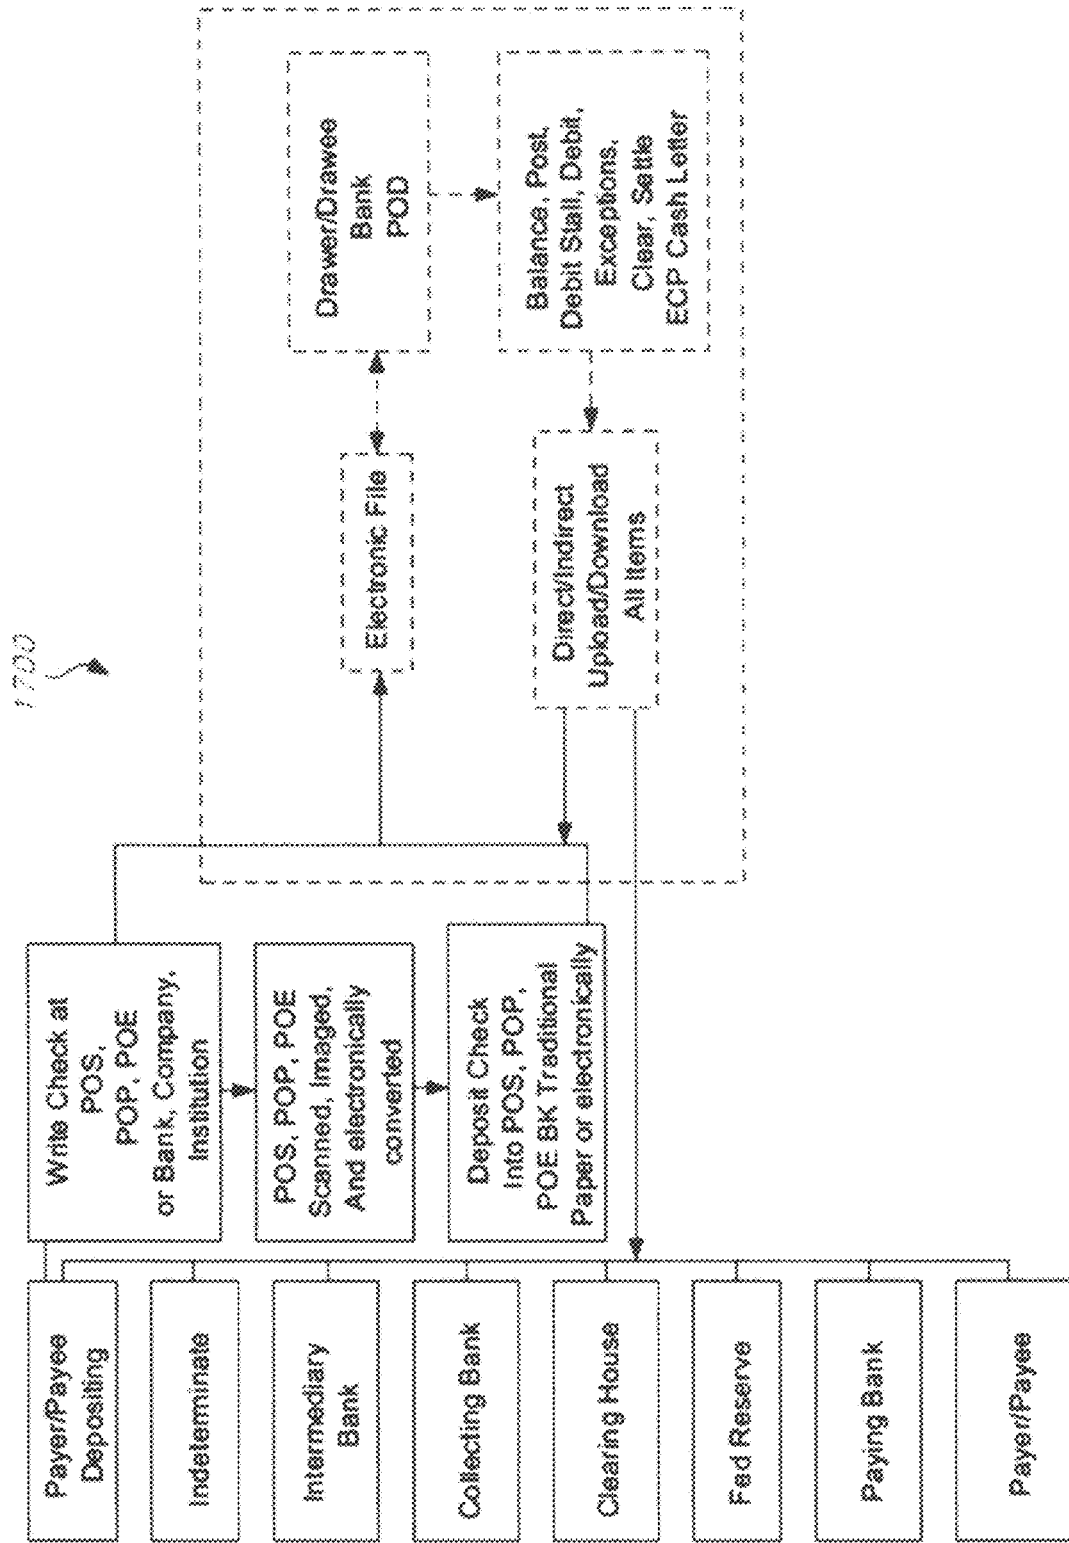 1700
Payer/Payee
Depositing
Indeterminate
Intermediary
Bank
Collecting Bank
Clearing House
Fed Reserve
Paying Bank
Payer/Payee
Write Check at
POS,
POP, POE
or Bank, Company,
Institution
POS, POP, POE
Scanned, Imaged,
And electronically
converted
Deposit Check
Into POS, POP,
POE BK Traditional
Paper or electronically
Electronic File
Drawer/Drawee
Bank
POD
Balance, Post,
Debit Stall, Debit,
Exceptions,
Clear, Settle
ECP Cash Letter
Direct/Indirect
Upload/Download
All Items